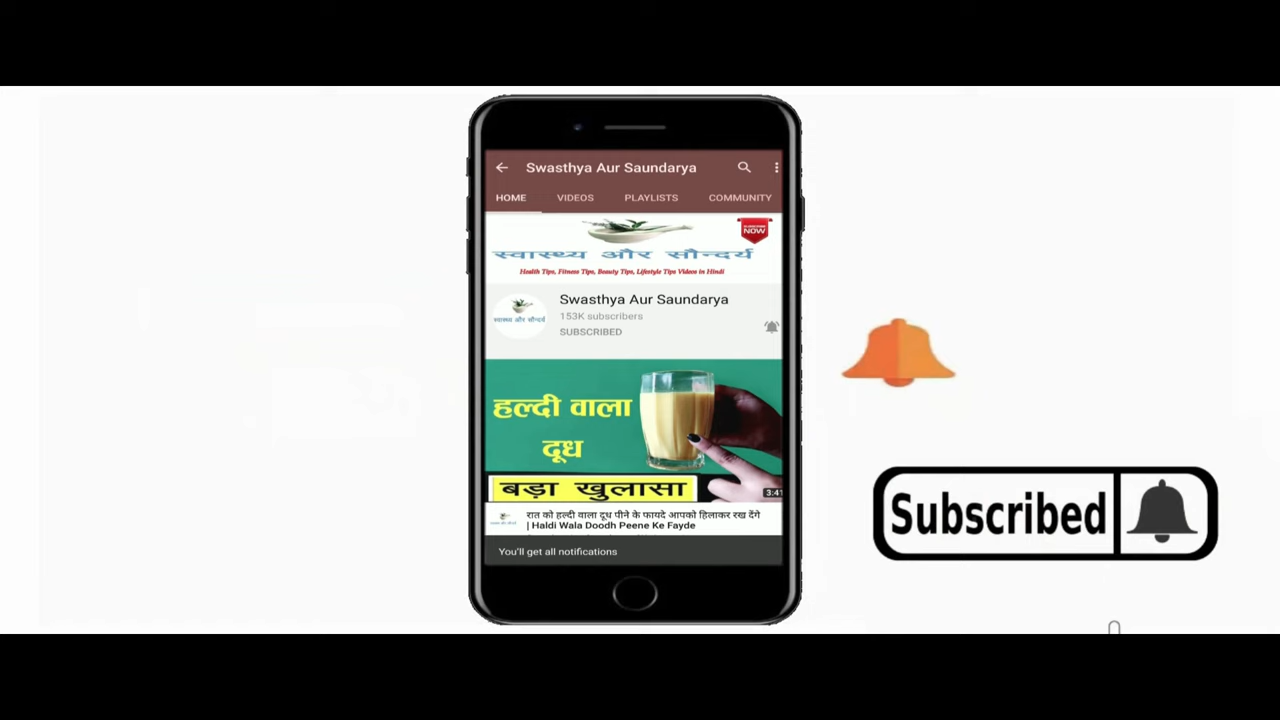 Swasthya Aur Saundarya
HOME VIDEOS PLAYLISTS COMMUNITY
NOW
स्वास्थ्य और सौन्दर्य
Health Tips, Fitness Tips, Beauty Tips, Lifestyle Tips Videos in Hindi
Swasthya Aur Saundarya
153K subscribers
SUBSCRIBED
स्वास्थ्य और सौन्दर्य
हल्दी वाला
दूध
बड़ा खुलासा
3:41
रात को हल्दी वाला दूध पीने के फायदे आपको हिलाकर रख देंगे
| Haldi Wala Doodh Peene Ke Fayde
You'll get all notifications
Subscribed